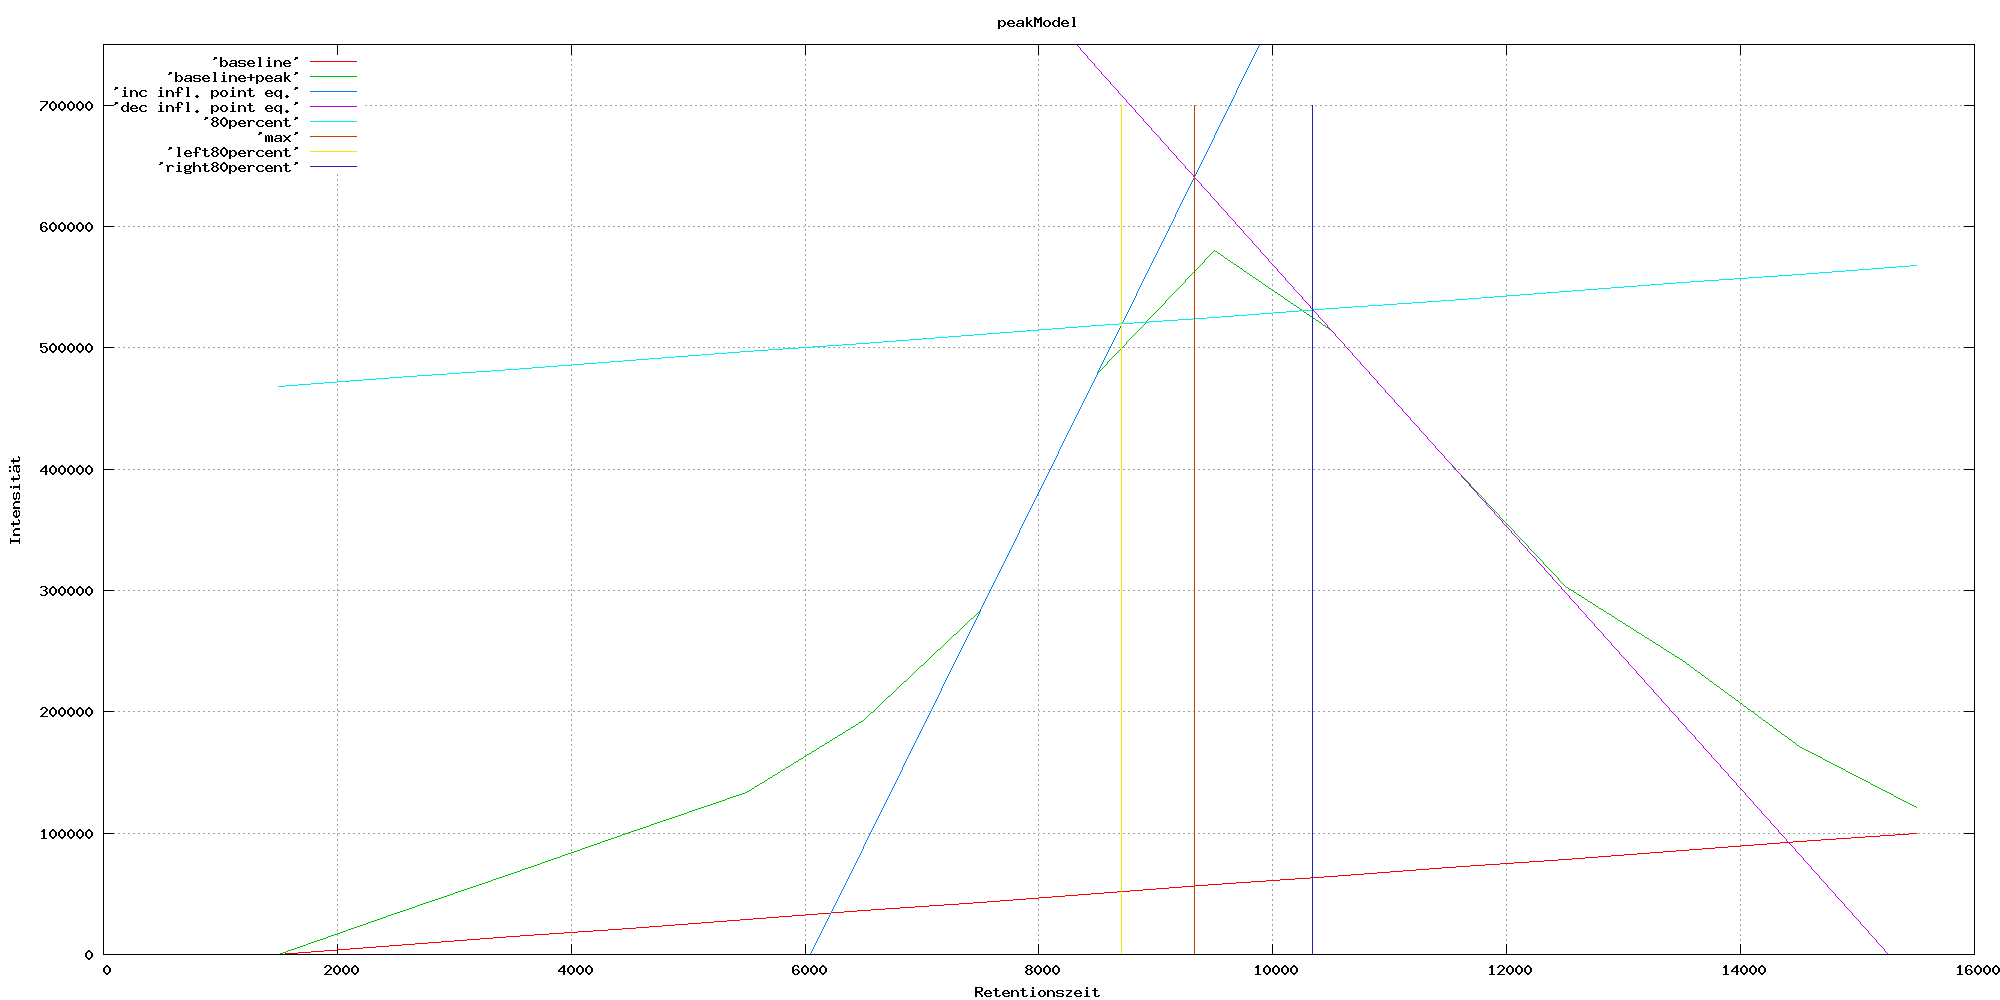 peakModel
'baseline'
'baseline+peak'
'inc infl. point eq.'
'dec infl. point eq.'
'80percent'
'max'
'left80percent'
'right80percent'
700000
600000
500000
400000
300000
200000
100000
0
Intensität
0 2000 4000 6000 8000 10000 12000 14000 16000
Retentionszeit